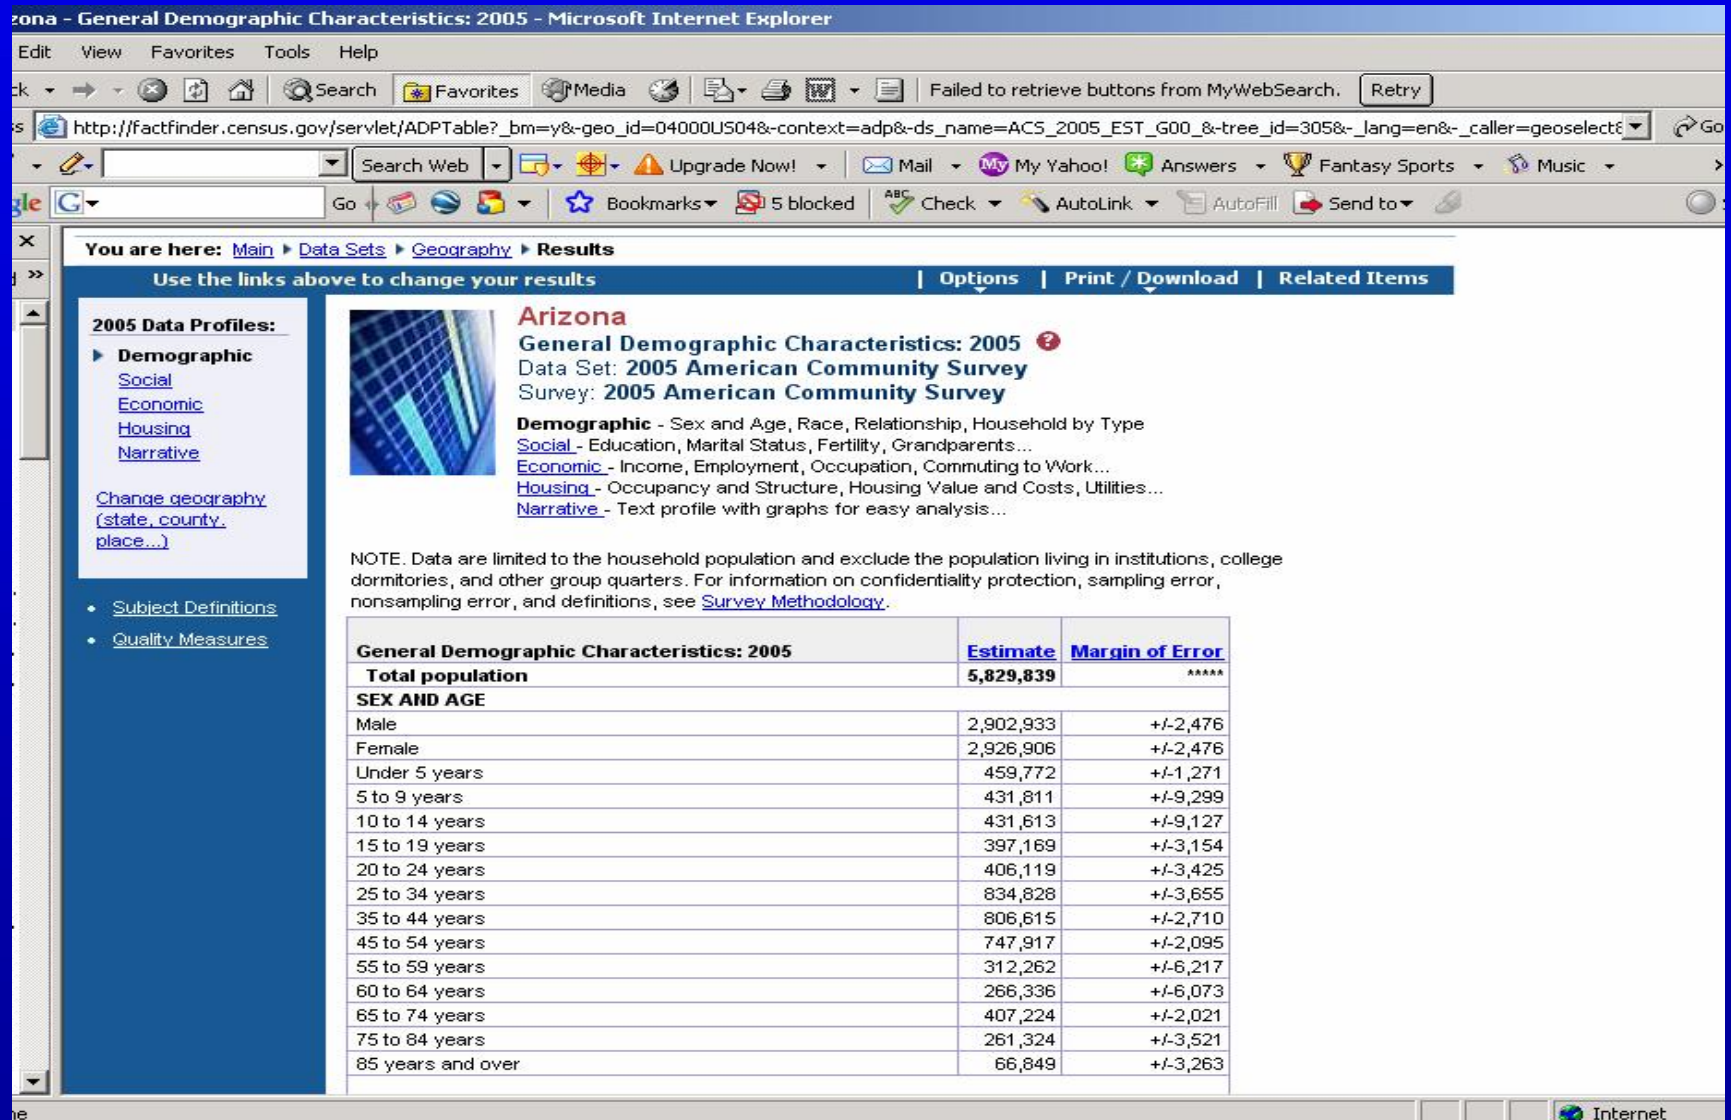 zona - General Demographic Characteristics: 2005 - Microsoft Internet Explorer
Edit View Favorites Tools Help
ck Search Favorites Media Failed to retrieve buttons from MyWebSearch. Retry
ss http://factfinder.census.gov/servlet/ADPTable?_bm=y&-geo_id=04000US04&-context=adp&-ds_name=ACS_2005_EST_G00_&-tree_id=305&-_lang=en&-_caller=geoselect& Go
Search Web Upgrade Now! Mail My My Yahoo! Answers Fantasy Sports Music
gle G Go Bookmarks 5 blocked ABC Check AutoLink AutoFill Send to
You are here: Main Data Sets Geography Results
Use the links above to change your results | Options | Print / Download | Related Items
2005 Data Profiles:
Demographic
Social
Economic
Housing
Narrative
Change geography
(state, county,
place...)
• Subject Definitions
• Quality Measures
Arizona
General Demographic Characteristics: 2005 ?
Data Set: 2005 American Community Survey
Survey: 2005 American Community Survey
Demographic - Sex and Age, Race, Relationship, Household by Type
Social - Education, Marital Status, Fertility, Grandparents...
Economic - Income, Employment, Occupation, Commuting to Work...
Housing - Occupancy and Structure, Housing Value and Costs, Utilities...
Narrative - Text profile with graphs for easy analysis...
NOTE. Data are limited to the household population and exclude the population living in institutions, college
dormitories, and other group quarters. For information on confidentiality protection, sampling error,
nonsampling error, and definitions, see Survey Methodology.
General Demographic Characteristics: 2005 Estimate Margin of Error
Total population 5,829,839 *****
SEX AND AGE
Male 2,902,933 +/-2,476
Female 2,926,906 +/-2,476
Under 5 years 459,772 +/-1,271
5 to 9 years 431,811 +/-9,299
10 to 14 years 431,613 +/-9,127
15 to 19 years 397,169 +/-3,154
20 to 24 years 406,119 +/-3,425
25 to 34 years 834,828 +/-3,655
35 to 44 years 806,615 +/-2,710
45 to 54 years 747,917 +/-2,095
55 to 59 years 312,262 +/-6,217
60 to 64 years 266,336 +/-6,073
65 to 74 years 407,224 +/-2,021
75 to 84 years 261,324 +/-3,521
85 years and over 66,849 +/-3,263
ne Internet